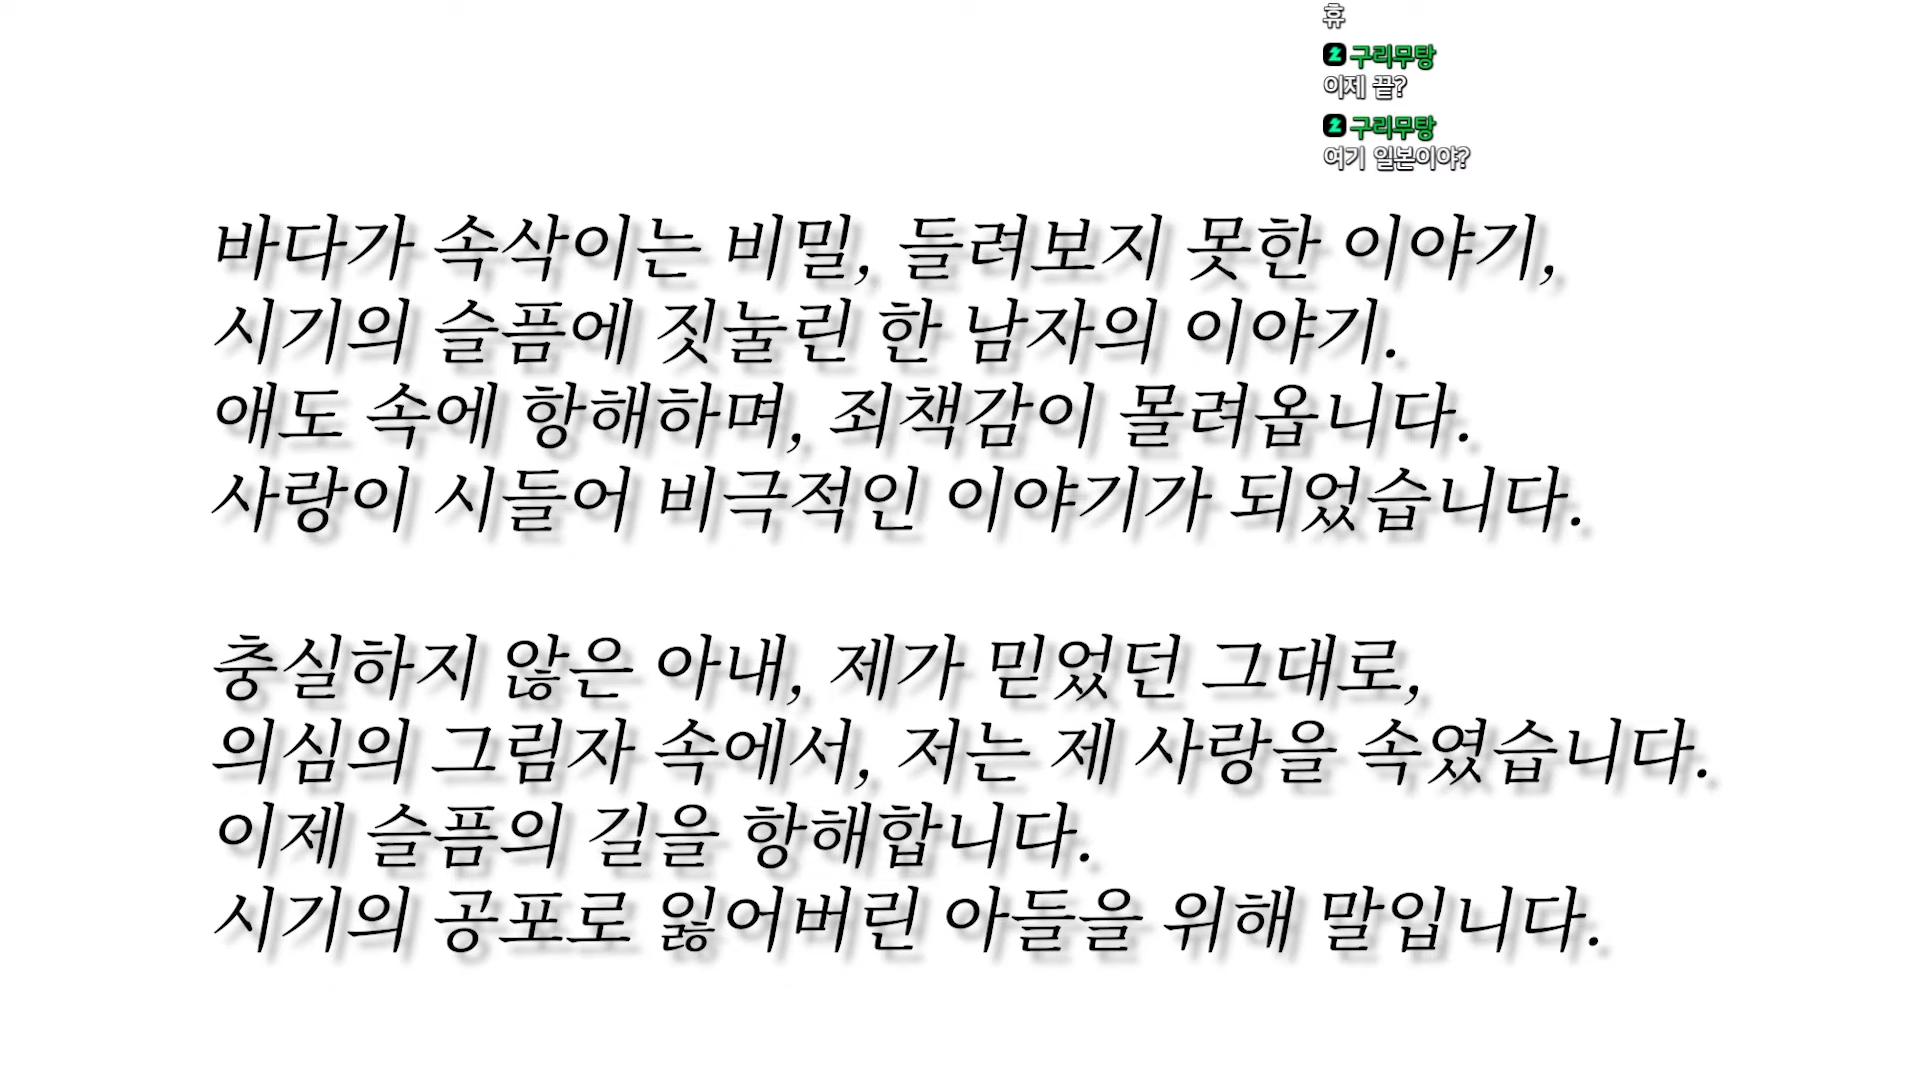 휴
구리무탕
이제 끝?
구리무탕
여기 일본이야?
바다가 속삭이는 비밀, 들려보지 못한 이야기,
시기의 슬픔에 짓눌린 한 남자의 이야기.
애도 속에 항해하며, 죄책감이 몰려옵니다.
사랑이 시들어 비극적인 이야기가 되었습니다.
충실하지 않은 아내, 제가 믿었던 그대로,
의심의 그림자 속에서, 저는 제 사랑을 속였습니다.
이제 슬픔의 길을 항해합니다.
시기의 공포로 잃어버린 아들을 위해 말입니다.